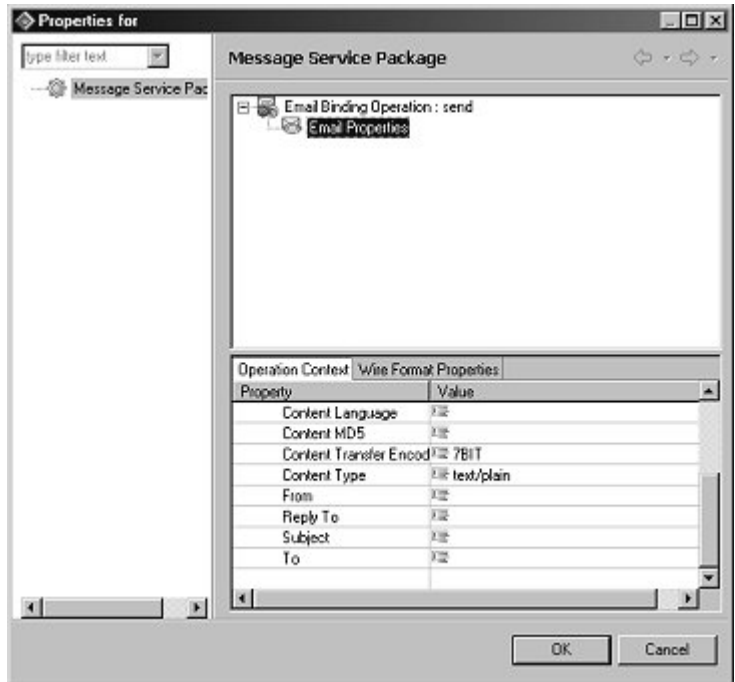 Properties for
type filter text
Message Service Pac
Message Service Package
Email Binding Operation : send
Email Properties
Operation Context Wire Format Properties
Property Value
Content Language
Content MD5
Content Transfer Encod 7BIT
Content Type text/plain
From
Reply To
Subject
To
OK Cancel